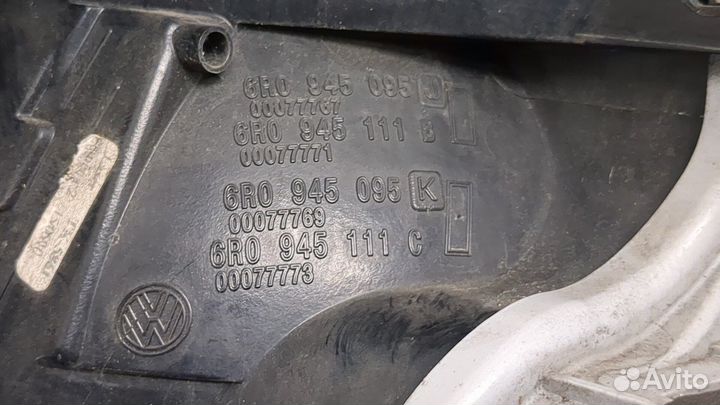 6R0 945 095 J
00077767
6R0 945 111 B
00077771
6R0 945 095 K
00077769
6R0 945 111 C
00077773
VW
Avito